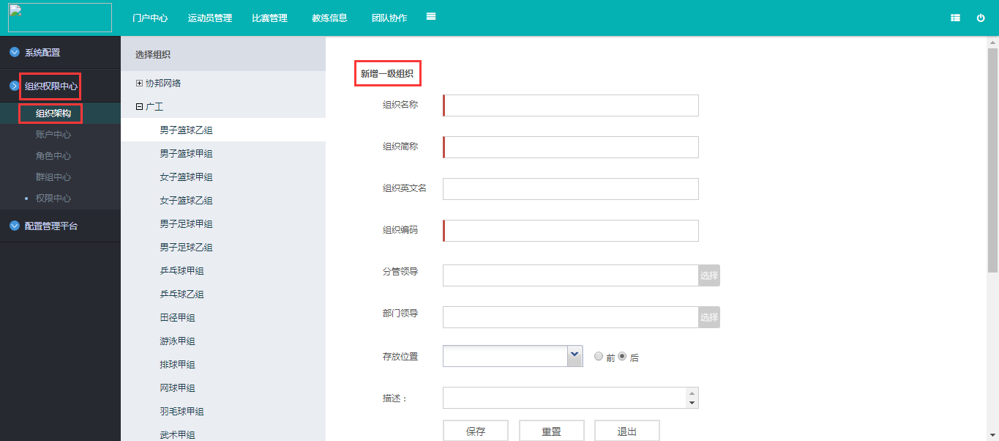 门户中心 运动员管理 比赛管理 教练信息 团队协作
系统配置
组织权限中心
组织架构
账户中心
角色中心
群组中心
权限中心
配置管理平台
选择组织
协邦网络
广工
男子篮球乙组
男子篮球甲组
女子篮球甲组
女子篮球乙组
男子足球甲组
男子足球乙组
乒乓球甲组
乒乓球乙组
田径甲组
游泳甲组
排球甲组
网球甲组
羽毛球甲组
武术甲组
新增一级组织
组织名称
组织简称
组织英文名
组织编码
分管领导 选择
部门领导 选择
存放位置 前 后
描述：
保存 重置 退出